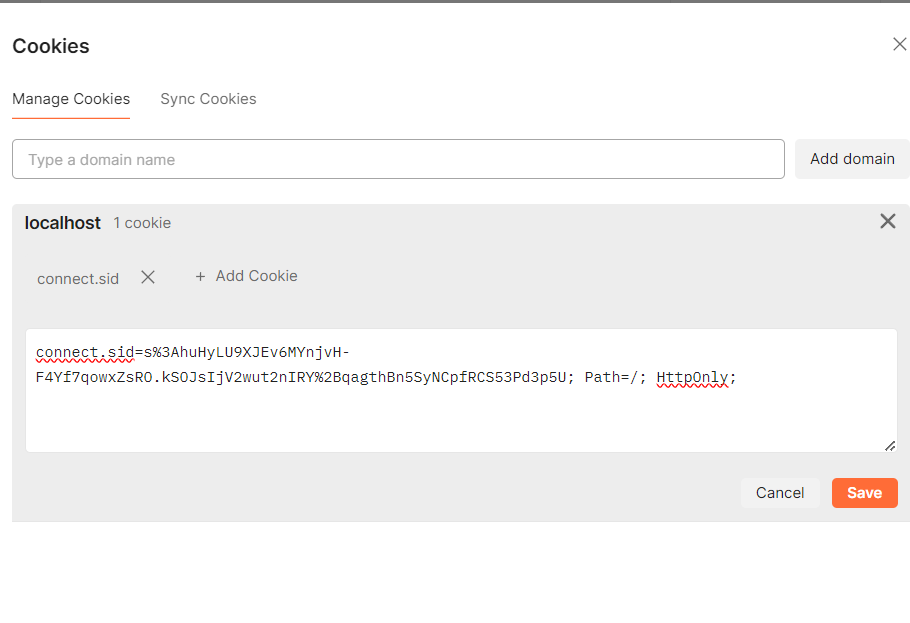 Cookies
Manage Cookies Sync Cookies
Type a domain name Add domain
localhost 1 cookie
connect.sid + Add Cookie
connect.sid=s%3AhuHyLU9XJEv6MYnjvH-
F4Yf7qowxZsRO.kSOJsIjV2wut2nIRY%2BqagthBn5SyNCpfRCS53Pd3p5U; Path=/; HttpOnly;
Cancel Save